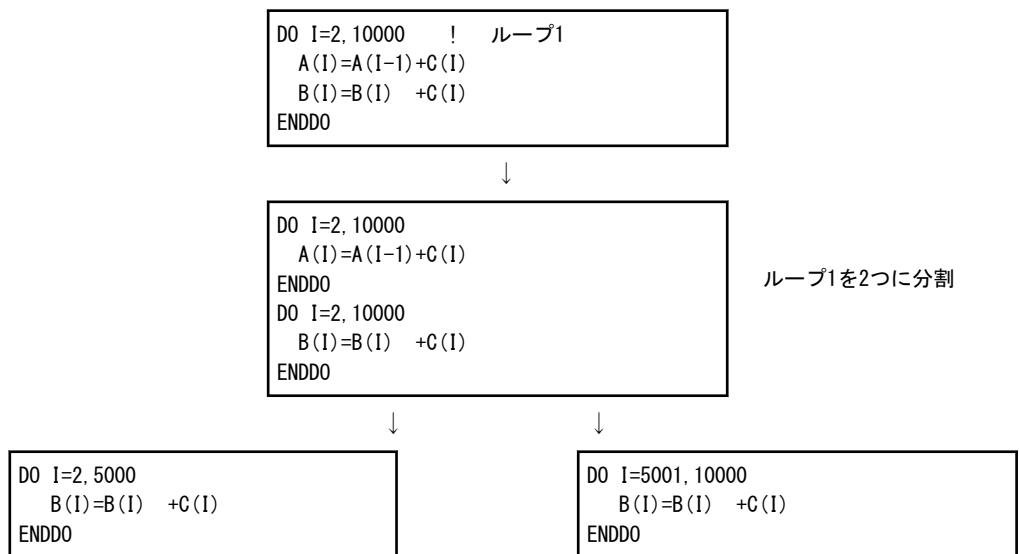 DO I=2,10000    !  ループ1
  A(I)=A(I-1)+C(I)
  B(I)=B(I)  +C(I)
ENDDO
↓
DO I=2,10000
  A(I)=A(I-1)+C(I)
ENDDO
DO I=2,10000
  B(I)=B(I)  +C(I)
ENDDO
ループ1を2つに分割
↓ ↓
DO I=2,5000
   B(I)=B(I)  +C(I)
ENDDO
DO I=5001,10000
   B(I)=B(I)  +C(I)
ENDDO